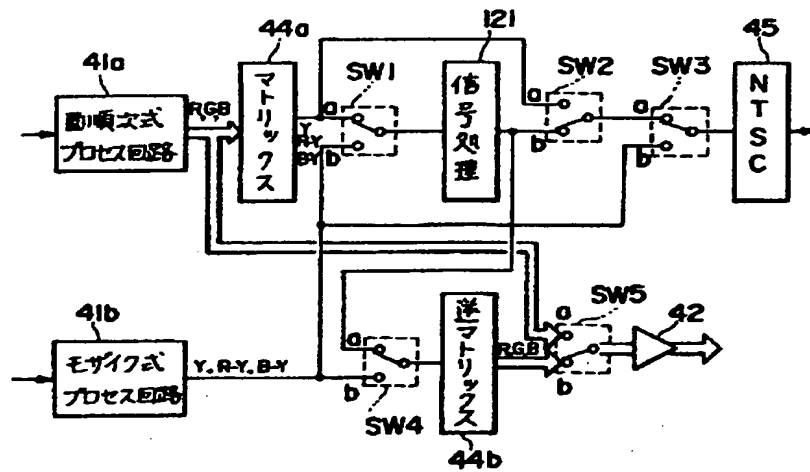 44a
121
45
41a
マトリックス
SW1
a
b
信号処理
SW2
a
b
SW3
a
b
NTSC
面順次式
プロセス回路
R,G,B
Y
R-Y
B-Y
41b
モザイク式
プロセス回路
Y,R-Y,B-Y
a
b
SW4
逆マトリックス
44b
R,G,B
a
b
SW5
42